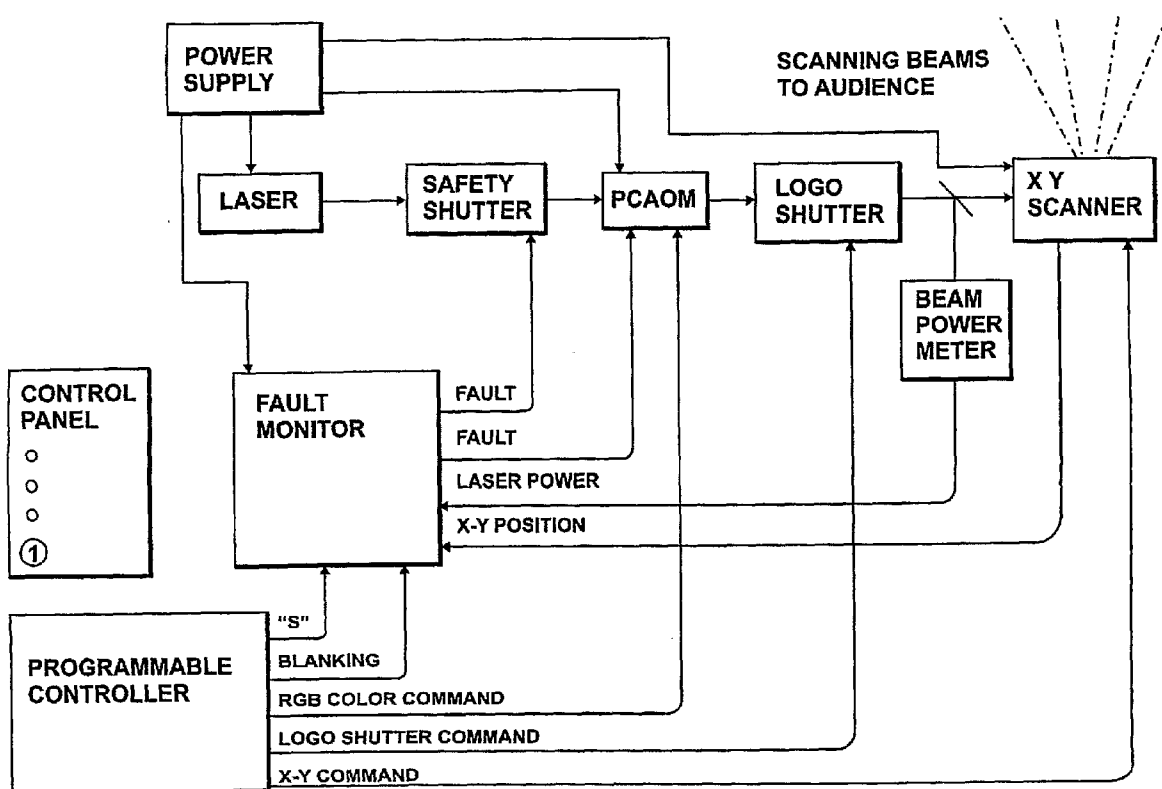 POWER
SUPPLY
SCANNING BEAMS
TO AUDIENCE
LASER
SAFETY
SHUTTER
PCAOM
LOGO
SHUTTER
X Y
SCANNER
BEAM
POWER
METER
CONTROL
PANEL
1
FAULT
MONITOR
FAULT
FAULT
LASER POWER
X-Y POSITION
PROGRAMMABLE
CONTROLLER
"S"
BLANKING
RGB COLOR COMMAND
LOGO SHUTTER COMMAND
X-Y COMMAND